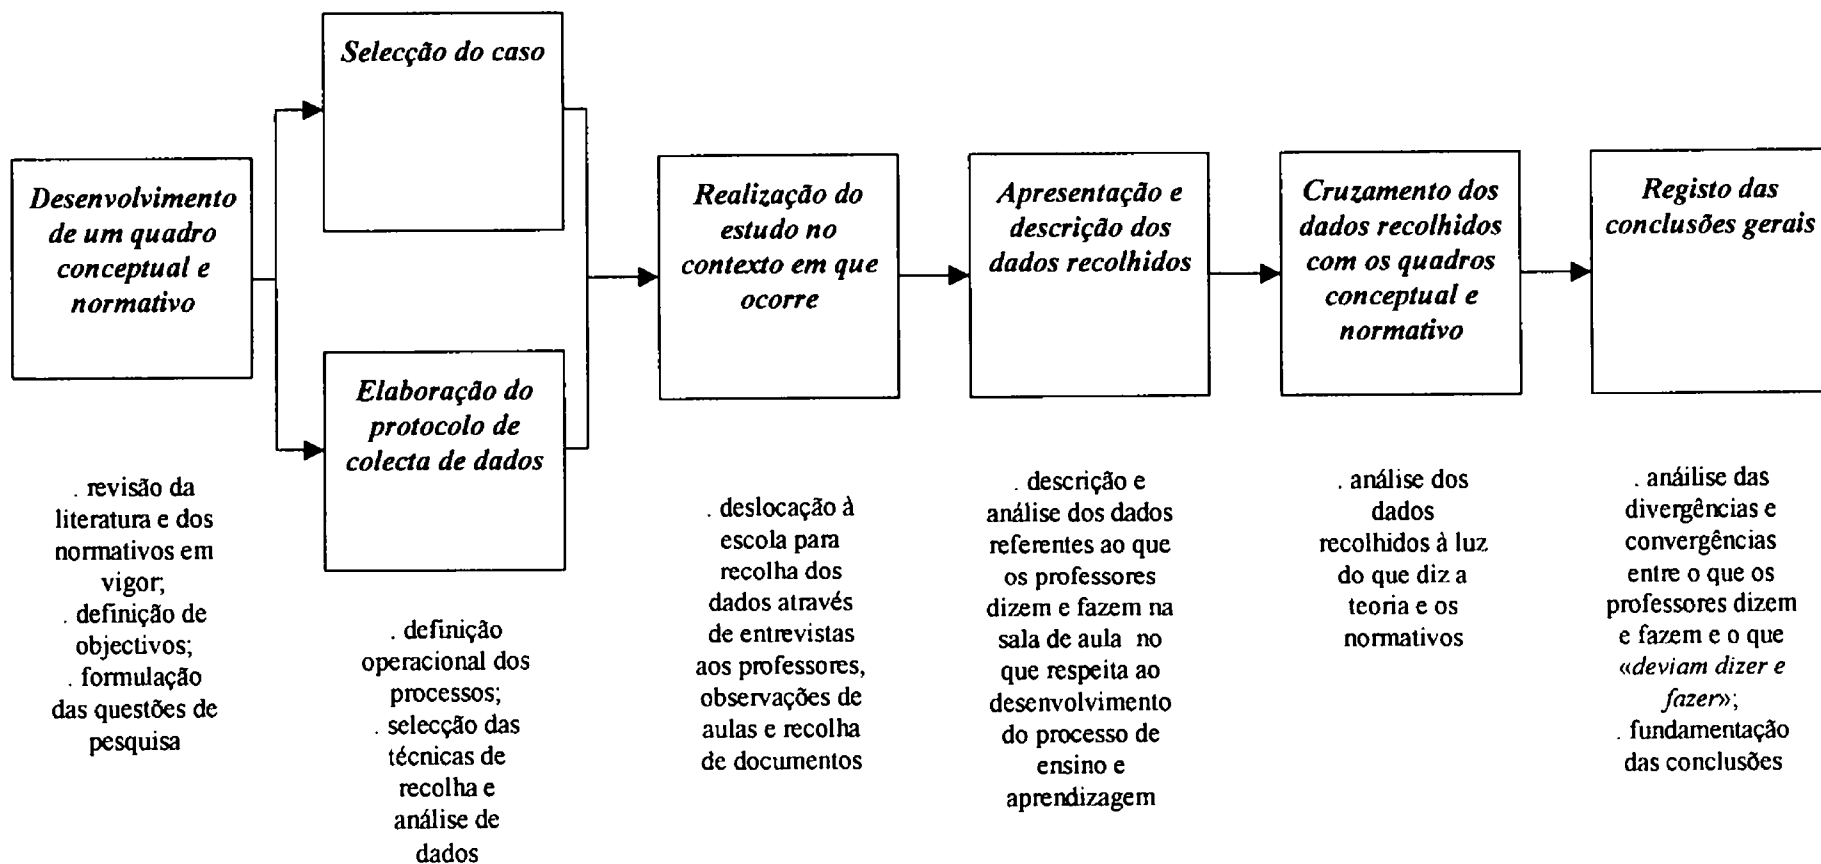 Selecção do caso
Desenvolvimento
de um quadro
conceptual e
normativo
Elaboração do
protocolo de
colecta de dados
Realização do
estudo no
contexto em que
ocorre
Apresentação e
descrição dos
dados recolhidos
Cruzamento dos
dados recolhidos
com os quadros
conceptual e
normativo
Registo das
conclusões gerais
. revisão da
literatura e dos
normativos em
vigor;
. definição de
objectivos;
. formulação
das questões de
pesquisa
. definição
operacional dos
processos;
. selecção das
técnicas de
recolha e
análise de
dados
. deslocação à
escola para
recolha dos
dados através
de entrevistas
aos professores,
observações de
aulas e recolha
de documentos
. descrição e
análise dos dados
referentes ao que
os professores
dizem e fazem na
sala de aula no
que respeita ao
desenvolvimento
do processo de
ensino e
aprendizagem
. análise dos
dados
recolhidos à luz
do que diz a
teoria e os
normativos
. anáilise das
divergências e
convergências
entre o que os
professores dizem
e fazem e o que
«deviam dizer e
fazer»;
. fundamentação
das conclusões